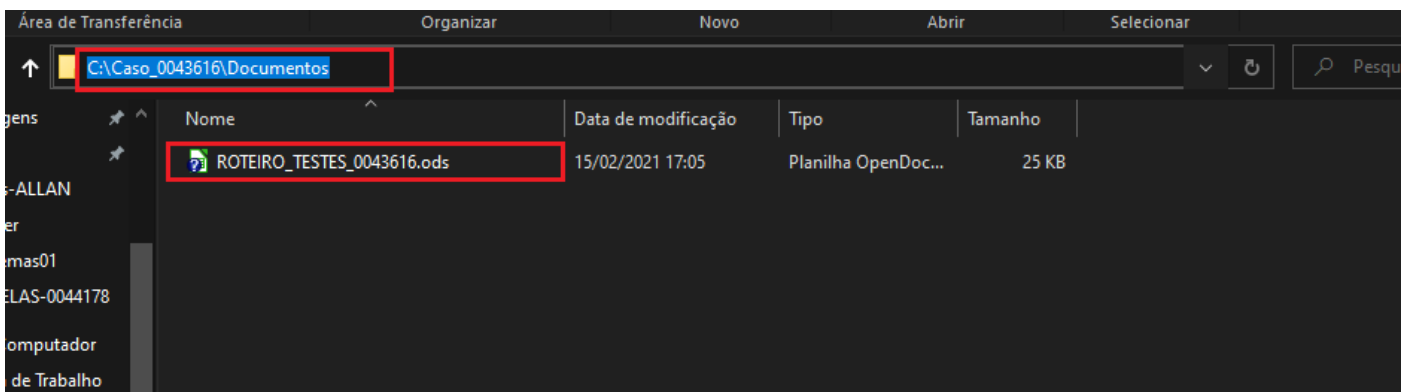 Área de Transferência Organizar Novo Abrir Selecionar
C:\Caso_0043616\Documentos Pesqu
gens Nome Data de modificação Tipo Tamanho
ROTEIRO_TESTES_0043616.ods 15/02/2021 17:05 Planilha OpenDoc... 25 KB
s-ALLAN
er
emas01
ELAS-0044178
Computador
de Trabalho